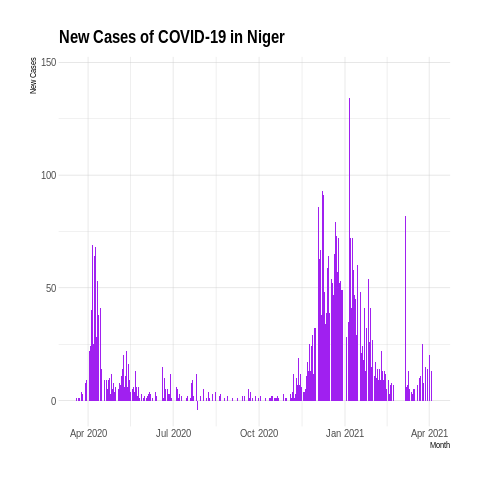 New Cases of COVID-19 in Niger
New Cases
150
100
50
0
Apr 2020 Jul 2020 Oct 2020 Jan 2021 Apr 2021
Month